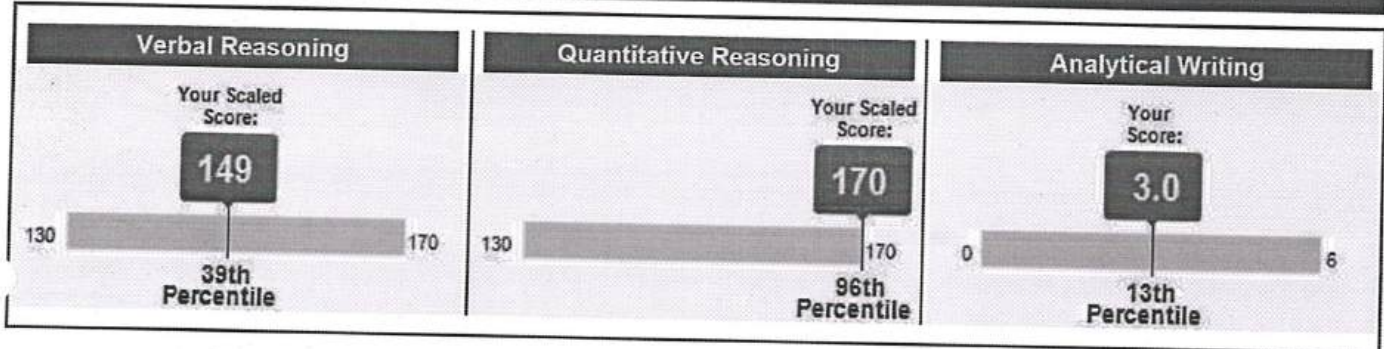 Verbal Reasoning
Your Scaled
Score:
149
130
170
39th
Percentile
Quantitative Reasoning
Your Scaled
Score:
170
130
170
96th
Percentile
Analytical Writing
Your
Score:
3.0
0
6
13th
Percentile